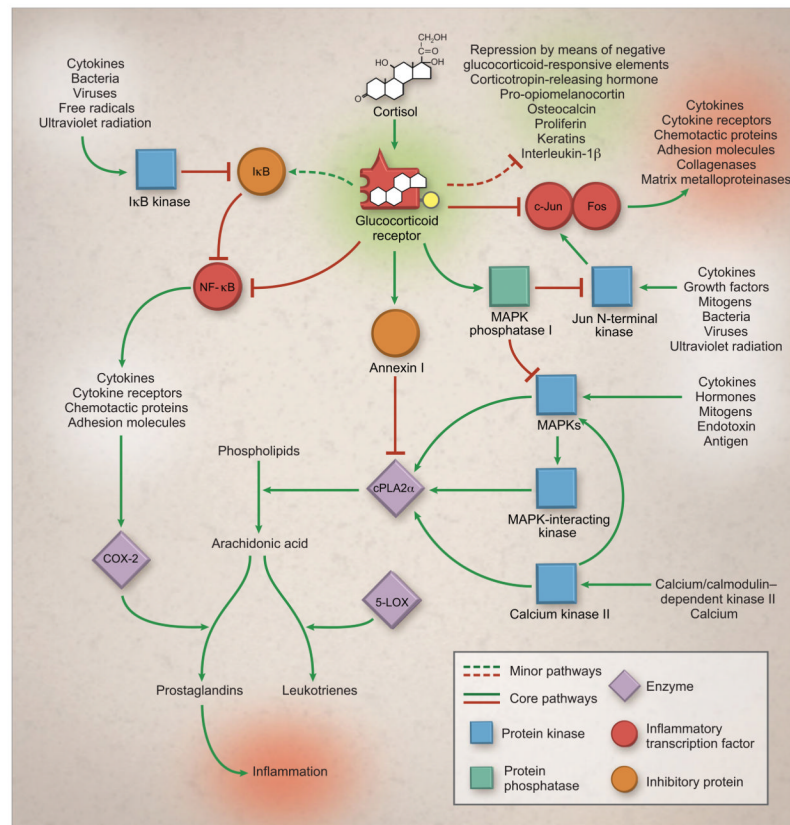 CH₂OH
C=O
HO
OH
O
Cortisol
Cytokines
Bacteria
Viruses
Free radicals
Ultraviolet radiation
Repression by means of negative
glucocorticoid-responsive elements
Corticotropin-releasing hormone
Pro-opiomelanocortin
Osteocalcin
Proliferin
Keratins
Interleukin-1β
Cytokines
Cytokine receptors
Chemotactic proteins
Adhesion molecules
Collagenases
Matrix metalloproteinases
IκB kinase
IκB
Glucocorticoid
receptor
c-Jun
Fos
NF-κB
Annexin I
MAPK
phosphatase I
Jun N-terminal
kinase
Cytokines
Growth factors
Mitogens
Bacteria
Viruses
Ultraviolet radiation
Cytokines
Cytokine receptors
Chemotactic proteins
Adhesion molecules
MAPKs
Cytokines
Hormones
Mitogens
Endotoxin
Antigen
Phospholipids
cPLA2α
MAPK-interacting
kinase
Arachidonic acid
COX-2
5-LOX
Calcium kinase II
Calcium/calmodulin–
dependent kinase II
Calcium
Prostaglandins
Leukotrienes
Inflammation
Minor pathways
Core pathways
Protein kinase
Protein
phosphatase
Enzyme
Inflammatory
transcription factor
Inhibitory protein